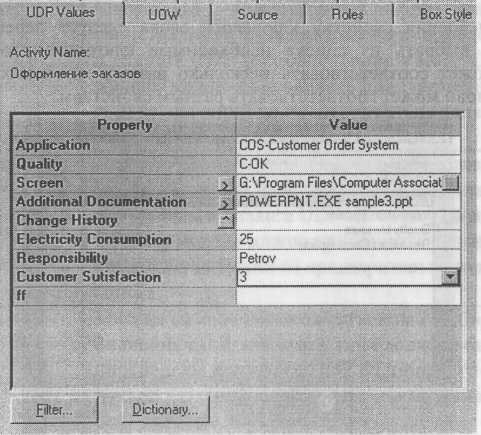 UDP Values UOW Source Roles Box Style
Activity Name:
Оформление заказов
Property Value
Application COS-Customer Order System
Quality C-OK
Screen > G:\Program Files\Computer Associat
Additional Documentation > POWERPNT.EXE sample3.ppt
Change History ^
Electricity Consumption 25
Responsibility Petrov
Customer Sutisfaction 3
ff
Filter... Dictionary...